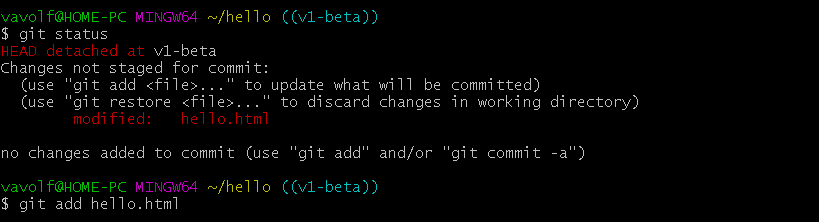 vavolf@HOME-PC MINGW64 ~/hello ((v1-beta))
$ git status
HEAD detached at v1-beta
Changes not staged for commit:
  (use "git add <file>..." to update what will be committed)
  (use "git restore <file>..." to discard changes in working directory)
        modified:   hello.html

no changes added to commit (use "git add" and/or "git commit -a")

vavolf@HOME-PC MINGW64 ~/hello ((v1-beta))
$ git add hello.html